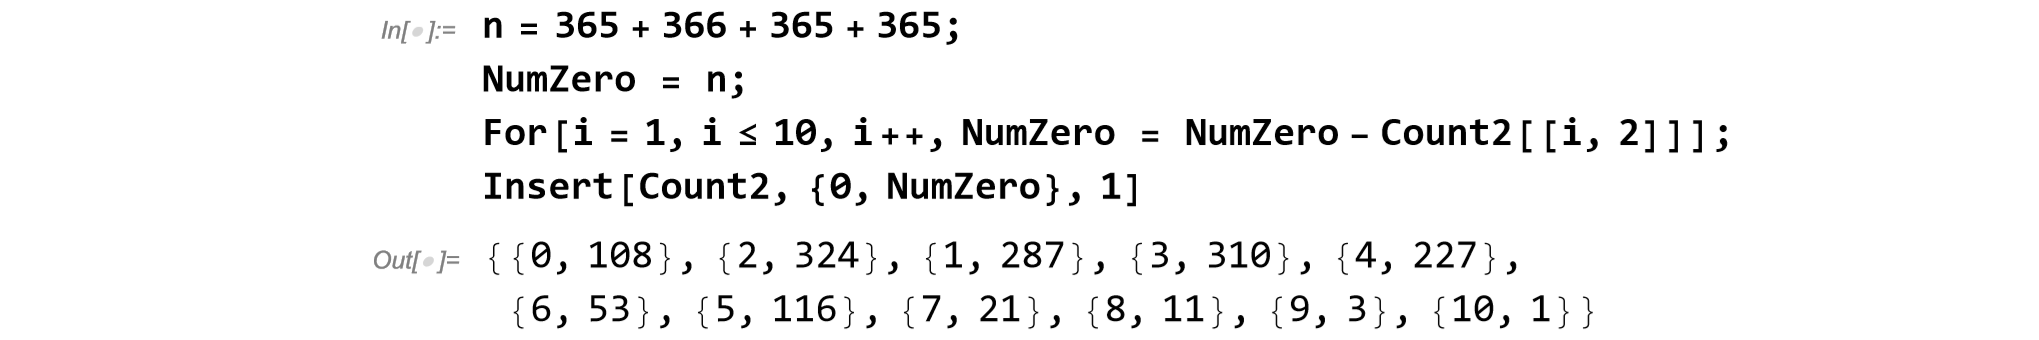 In[•]:= n = 365 + 366 + 365 + 365;
NumZero = n;
For[i = 1, i ≤ 10, i++, NumZero = NumZero - Count2[[i, 2]]];
Insert[Count2, {0, NumZero}, 1]
Out[•]= {{0, 108}, {2, 324}, {1, 287}, {3, 310}, {4, 227},
{6, 53}, {5, 116}, {7, 21}, {8, 11}, {9, 3}, {10, 1}}